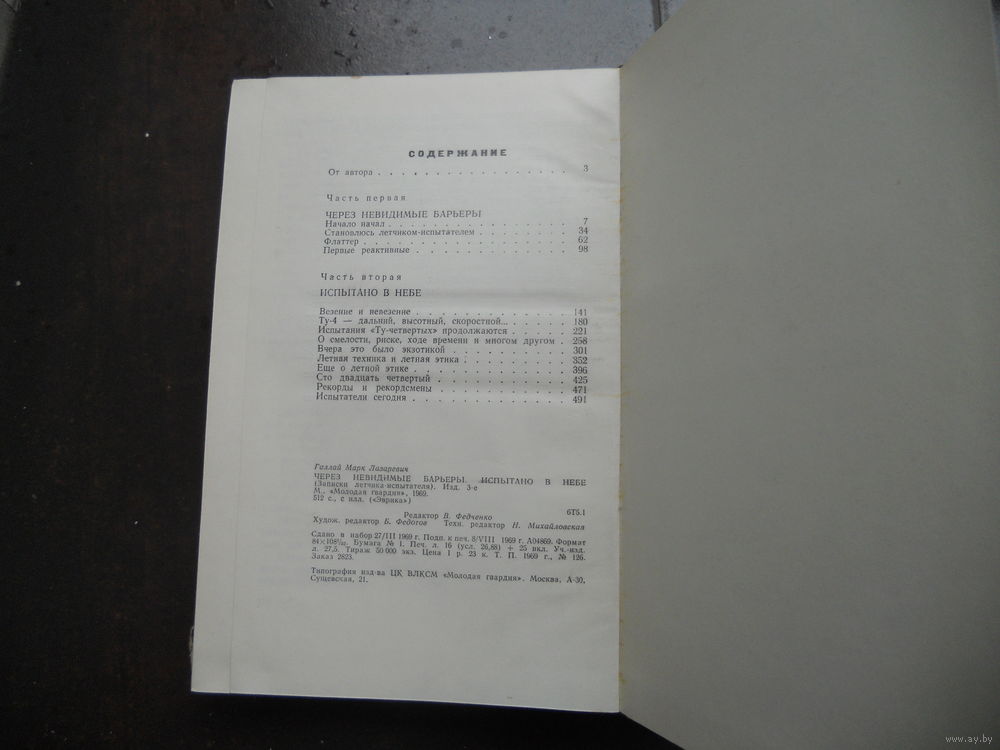 СОДЕРЖАНИЕ
От автора . . . . . . . . . . . . . . . . . 3
Часть первая
ЧЕРЕЗ НЕВИДИМЫЕ БАРЬЕРЫ
Начало начал . . . . . . . . . . . . . . . . 7
Становлюсь летчиком-испытателем . . . . . . . . 34
Флаттер . . . . . . . . . . . . . . . . . . 62
Первые реактивные . . . . . . . . . . . . . . 98
Часть вторая
ИСПЫТАНО В НЕБЕ
Везение и невезение . . . . . . . . . . . . . 141
Ту-4 — дальний, высотный, скоростной... . . . . . 180
Испытания «Ту-четвертых» продолжаются . . . . . 221
О смелости, риске, ходе времени и многом другом . 258
Вчера это было экзотикой . . . . . . . . . . . 301
Летная техника и летная этика . . . . . . . . . 352
Еще о летной этике . . . . . . . . . . . . . 396
Сто двадцать четвертый . . . . . . . . . . . 425
Рекорды и рекордсмены . . . . . . . . . . . 471
Испытатели сегодня . . . . . . . . . . . . . 491
Галлай Марк Лазаревич
ЧЕРЕЗ НЕВИДИМЫЕ БАРЬЕРЫ. ИСПЫТАНО В НЕБЕ
(Записки летчика-испытателя). Изд. 3-е
М., «Молодая гвардия», 1969.
512 с., с илл. («Эврика»)
6Т5.1
Редактор В. Федченко
Худож. редактор Б. Федотов Техн. редактор Н. Михайловская
Сдано в набор 27/III 1969 г. Подп. к печ. 8/VIII 1969 г. А04869. Формат
84×108¹/₃₂. Бумага № 1. Печ. л. 16 (усл. 26,88) + 25 вкл. Уч.-изд.
л. 27,5. Тираж 50 000 экз. Цена 1 р. 23 к. Т. П. 1969 г., № 126.
Заказ 2823.
Типография изд-ва ЦК ВЛКСМ «Молодая гвардия». Москва, А-30,
Сущевская, 21.
www.ay.by